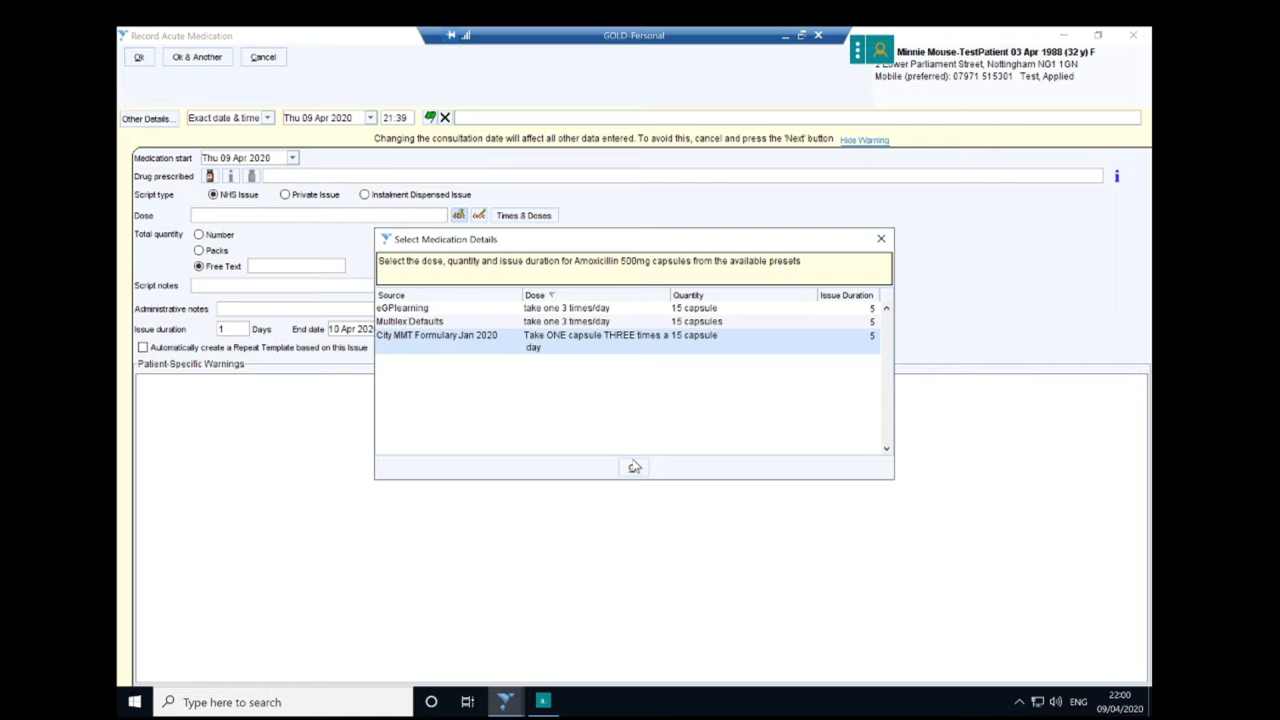 Record Acute Medication
GOLD-Personal
Ok
Ok & Another
Cancel
Minnie Mouse-TestPatient 03 Apr 1988 (32 y) F
Lower Parliament Street, Nottingham NG1 1GN
Mobile (preferred): 07971 515301 Test, Applied
Other Details...
Exact date & time
Thu 09 Apr 2020
21:39
Changing the consultation date will affect all other data entered. To avoid this, cancel and press the 'Next' button
Hide Warning
Medication start
Thu 09 Apr 2020
Drug prescribed
Script type
NHS Issue
Private Issue
Instalment Dispensed Issue
Dose
Times & Doses
Total quantity
Number
Packs
Free Text
Script notes
Administrative notes
Issue duration
1
Days
End date
10 Apr 202
Automatically create a Repeat Template based on this Issue
Patient-Specific Warnings
Select Medication Details
Select the dose, quantity and issue duration for Amoxicillin 500mg capsules from the available presets
Source Dose Quantity Issue Duration
eGPlearning take one 3 times/day 15 capsule 5
Multilex Defaults take one 3 times/day 15 capsules 5
City MMT Formulary Jan 2020 Take ONE capsule THREE times a 15 capsule 5
day
Type here to search
a.
ENG
22:00
09/04/2020